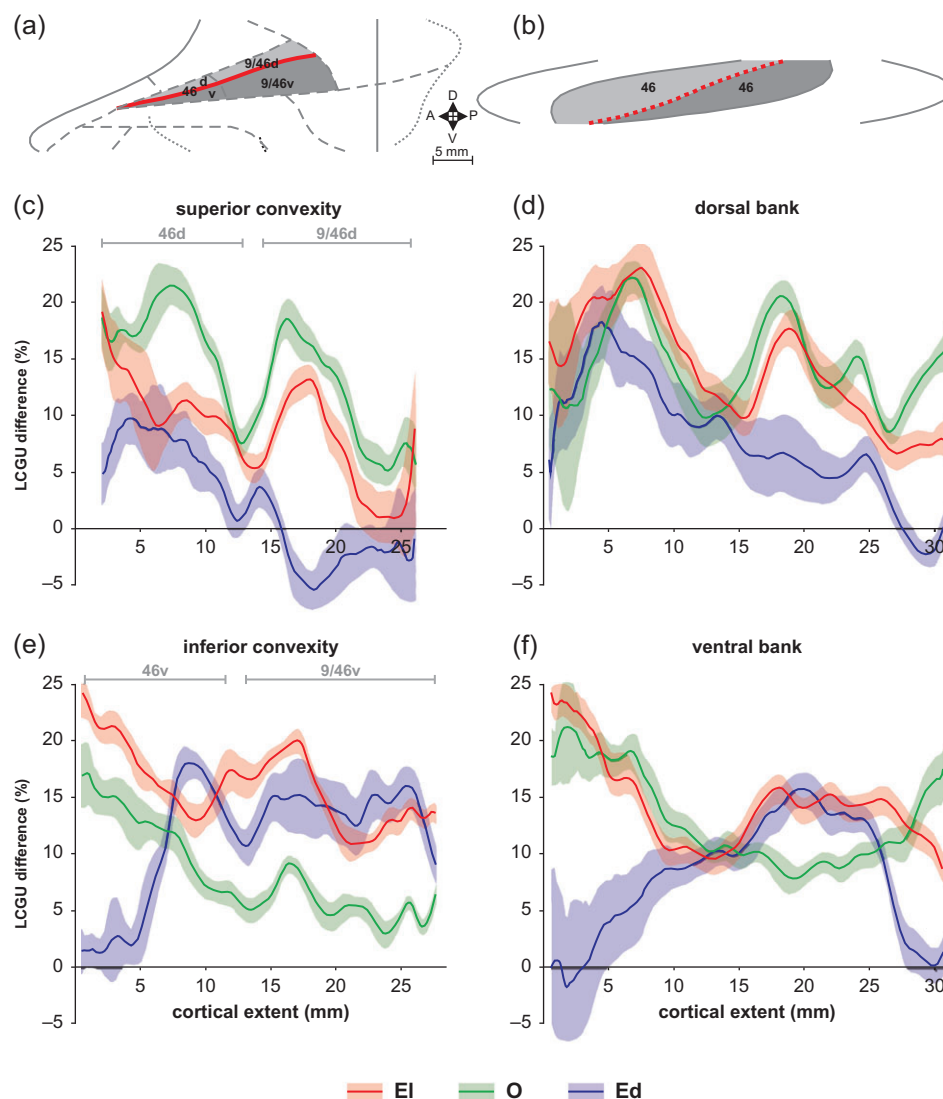 (a)
9/46d
d
46
v
9/46v
D
A P
V
5 mm
(b)
46
46
(c)
superior convexity
46d
9/46d
LCGU difference (%)
25
20
15
10
5
0
–5
5 10 15 20 25
(d)
dorsal bank
25
20
15
10
5
0
–5
5 10 15 20 25 30
(e)
inferior convexity
46v
9/46v
LCGU difference (%)
25
20
15
10
5
0
–5
5 10 15 20 25
cortical extent (mm)
(f)
ventral bank
25
20
15
10
5
0
–5
5 10 15 20 25 30
cortical extent (mm)
El O Ed